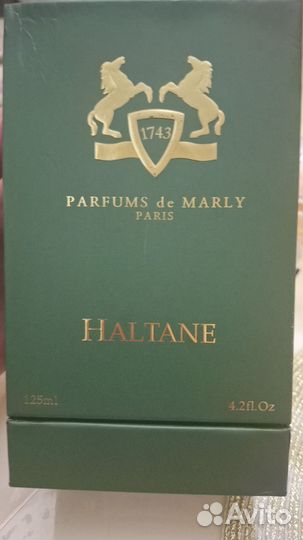 1743
PARFUMS de MARLY
PARIS
HALTANE
125ml
4.2fl.Oz
Avito